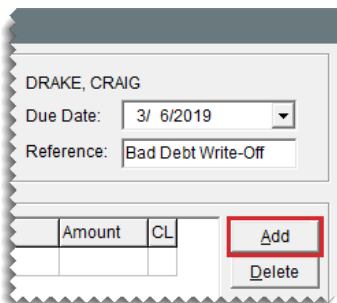 DRAKE, CRAIG
Due Date: 3/ 6/2019
Reference: Bad Debt Write-Off
Amount CL Add
Delete